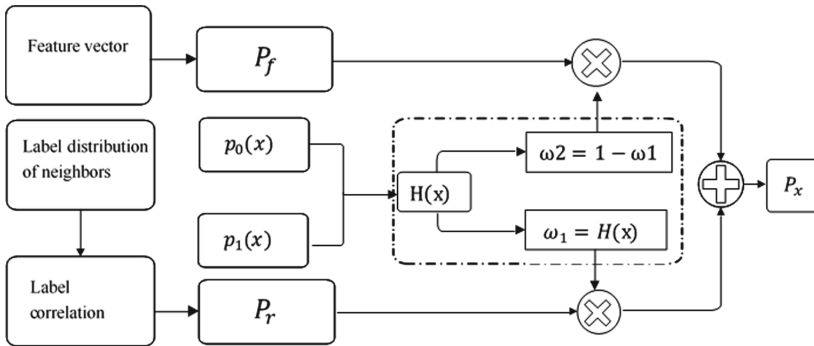 Feature vector
P_f
Label distribution
of neighbors
p_0(x)
p_1(x)
H(x)
ω2 = 1 − ω1
ω_1 = H(x)
P_x
Label
correlation
P_r